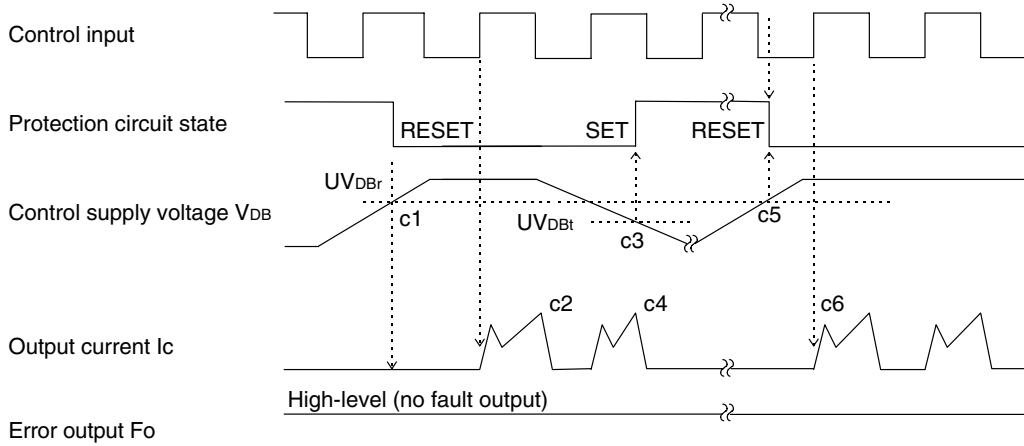 Control input
Protection circuit state
RESET
SET
RESET
UVDBr
Control supply voltage VDB
c1
UVDBt
c3
c5
c2
c4
c6
Output current Ic
High-level (no fault output)
Error output Fo